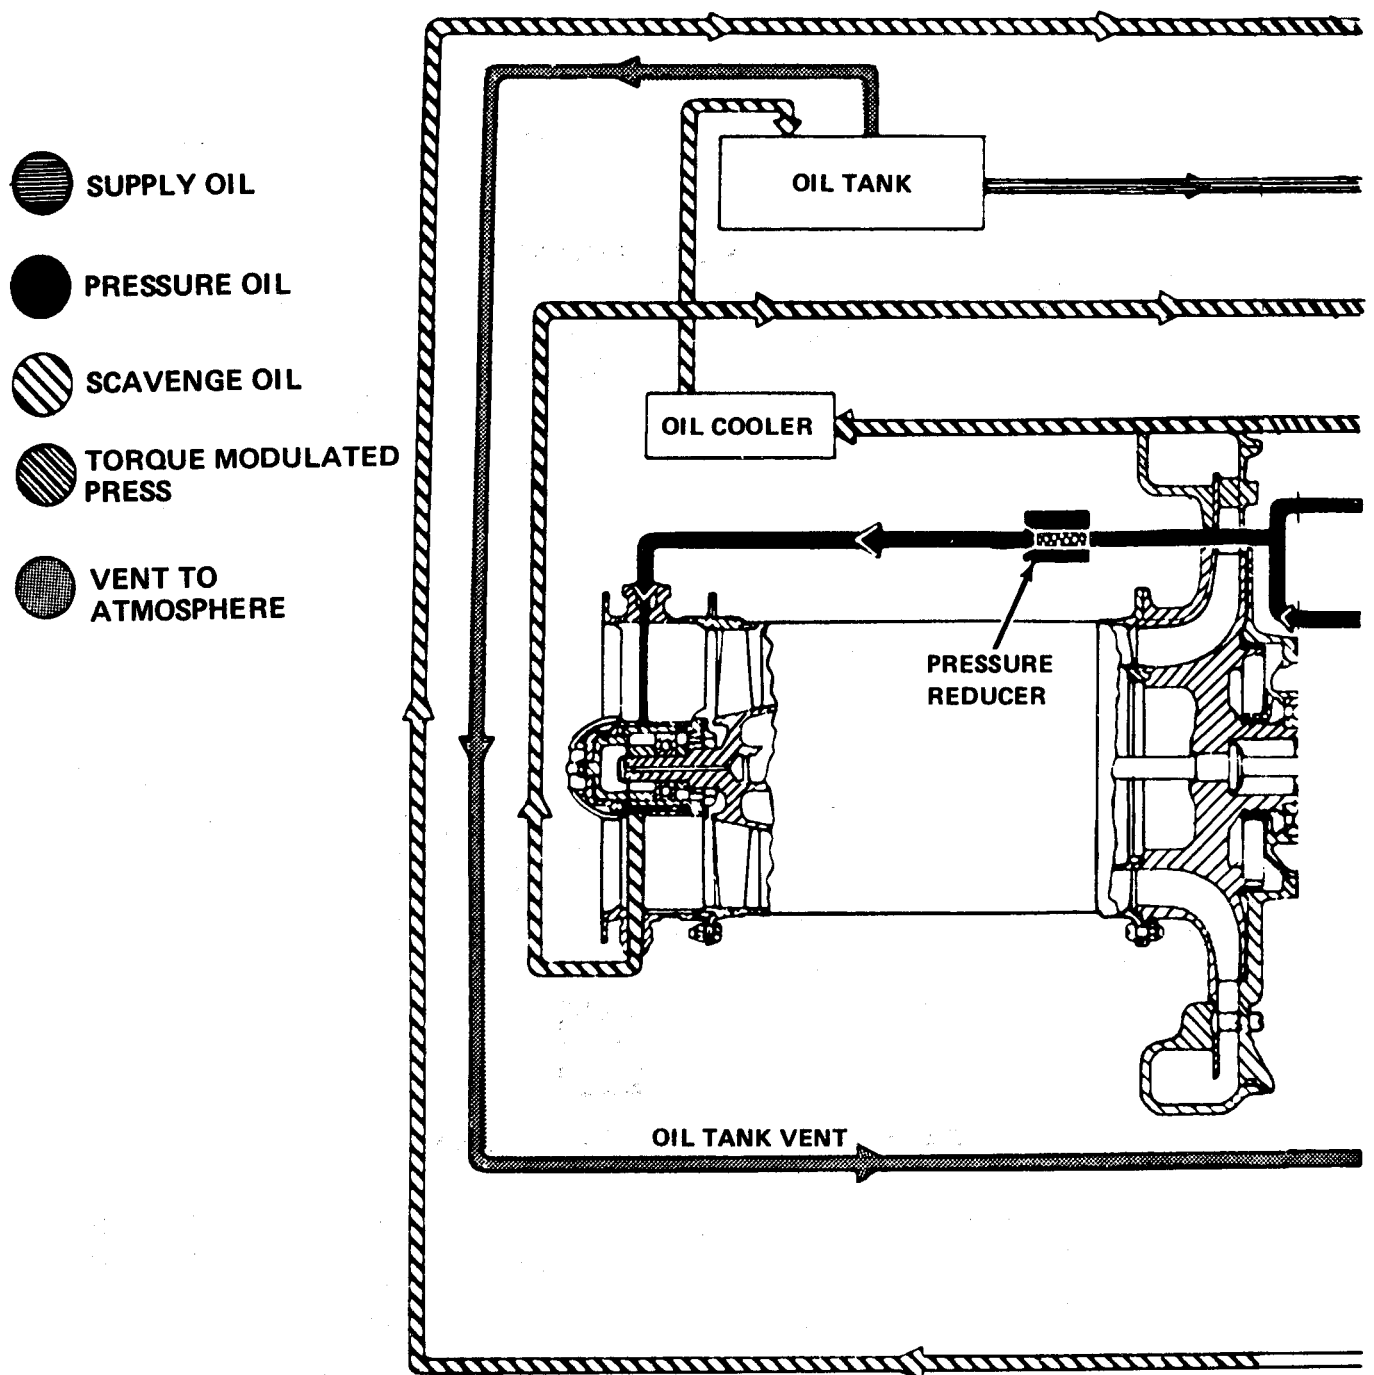 SUPPLY OIL
PRESSURE OIL
SCAVENGE OIL
TORQUE MODULATED
PRESS
VENT TO
ATMOSPHERE
OIL TANK
OIL COOLER
PRESSURE
REDUCER
OIL TANK VENT